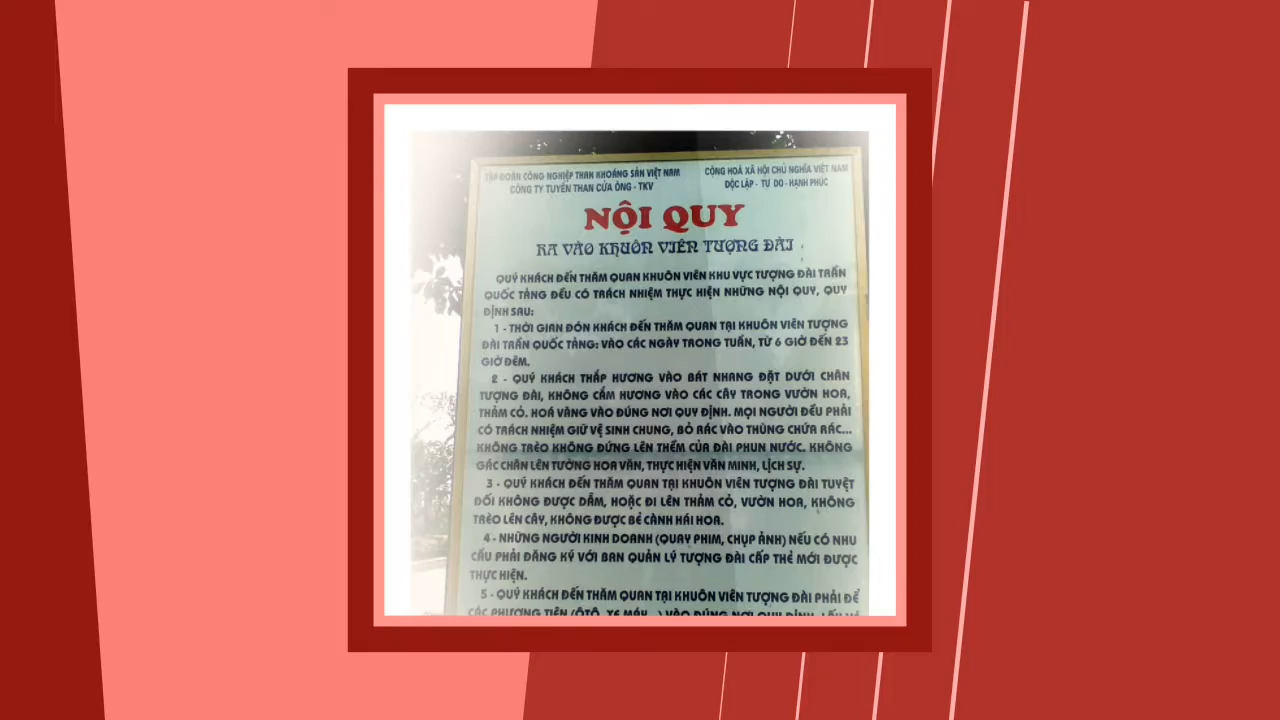 TẬP ĐOÀN CÔNG NGHIỆP THAN KHOÁNG SẢN VIỆT NAM
CÔNG TY TUYỂN THAN CỬA ÔNG - TKV
CỘNG HOÀ XÃ HỘI CHỦ NGHĨA VIỆT NAM
ĐỘC LẬP - TỰ DO - HẠNH PHÚC
NỘI QUY
RA VÀO KHUÔN VIÊN TƯỢNG ĐÀI
QUÝ KHÁCH ĐẾN THĂM QUAN KHUÔN VIÊN KHU VỰC TƯỢNG ĐÀI TRẦN
QUỐC TẢNG ĐỀU CÓ TRÁCH NHIỆM THỰC HIỆN NHỮNG NỘI QUY, QUY
ĐỊNH SAU:
1 - THỜI GIAN ĐÓN KHÁCH ĐẾN THĂM QUAN TẠI KHUÔN VIÊN TƯỢNG
ĐÀI TRẦN QUỐC TẢNG: VÀO CÁC NGÀY TRONG TUẦN, TỪ 6 GIỜ ĐẾN 23
GIỜ ĐÊM.
2 - QUÝ KHÁCH THẮP HƯƠNG VÀO BÁT NHANG ĐẶT DƯỚI CHÂN
TƯỢNG ĐÀI, KHÔNG CẮM HƯƠNG VÀO CÁC CÂY TRONG VƯỜN HOA,
THẢM CỎ. HOÁ VÀNG VÀO ĐÚNG NƠI QUY ĐỊNH. MỌI NGƯỜI ĐỀU PHẢI
CÓ TRÁCH NHIỆM GIỮ VỆ SINH CHUNG, BỎ RÁC VÀO THÙNG CHỨA RÁC...
KHÔNG TRÈO KHÔNG ĐỨNG LÊN THỀM CỦA ĐÀI PHUN NƯỚC. KHÔNG
GÁC CHÂN LÊN TƯỜNG HOA VĂN, THỰC HIỆN VĂN MINH, LỊCH SỰ.
3 - QUÝ KHÁCH ĐẾN THĂM QUAN TẠI KHUÔN VIÊN TƯỢNG ĐÀI TUYỆT
ĐỐI KHÔNG ĐƯỢC DẪM, HOẶC ĐI LÊN THẢM CỎ, VƯỜN HOA, KHÔNG
TRÈO LÊN CÂY, KHÔNG ĐƯỢC BẺ CÀNH HÁI HOA.
4 - NHỮNG NGƯỜI KINH DOANH (QUAY PHIM, CHỤP ẢNH) NẾU CÓ NHU
CẦU PHẢI ĐĂNG KÝ VỚI BAN QUẢN LÝ TƯỢNG ĐÀI CẤP THẺ MỚI ĐƯỢC
THỰC HIỆN.
5 - QUÝ KHÁCH ĐẾN THĂM QUAN TẠI KHUÔN VIÊN TƯỢNG ĐÀI PHẢI ĐỂ
CÁC PHƯƠNG TIỆN (ÔTÔ, XE MÁY...) VÀO ĐÚNG NƠI QUY ĐỊNH